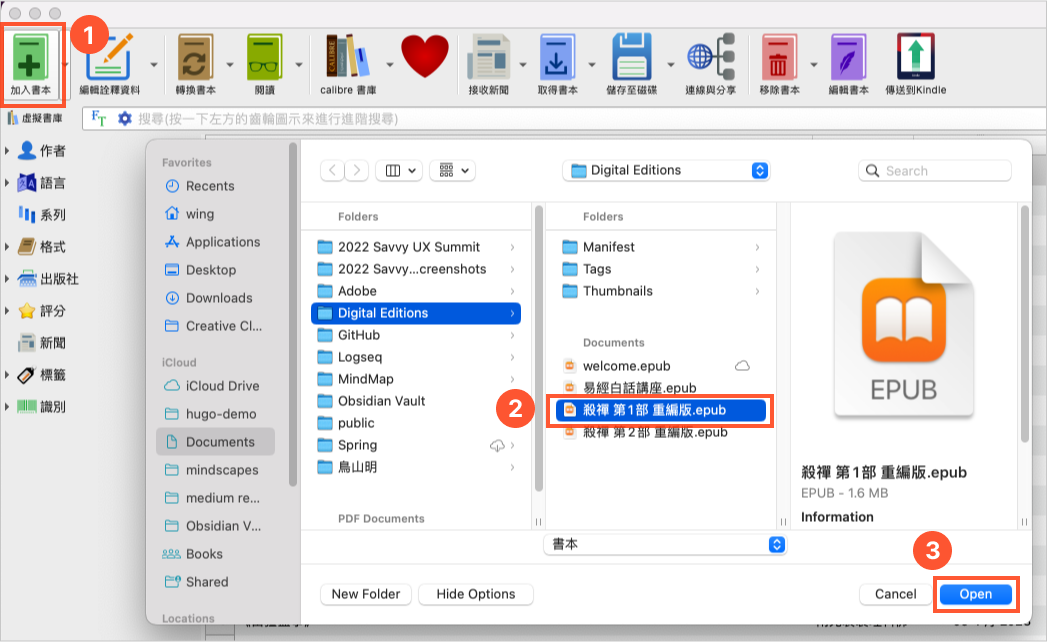 1
加入書本
編輯詮釋資料
轉換書本
閱讀
calibre 書庫
接收新聞
取得書本
儲存至磁碟
連線與分享
移除書本
編輯書本
傳送到Kindle
虛擬書庫
搜尋(按一下左方的齒輪圖示來進行進階搜尋)
作者
語言
系列
格式
出版社
評分
新聞
標籤
識別
Favorites
Recents
wing
Applications
Desktop
Downloads
Creative Cl...
iCloud
iCloud Drive
hugo-demo
Documents
mindscapes
medium re...
Obsidian V...
Books
Shared
Locations
Digital Editions
Search
Folders
2022 Savvy UX Summit
2022 Savvy...creenshots
Adobe
Digital Editions
GitHub
Logseq
MindMap
Obsidian Vault
public
Spring
鳥山明
PDF Documents
Folders
Manifest
Tags
Thumbnails
Documents
welcome.epub
易經白話講座.epub
2
殺禪 第1部 重編版.epub
殺禪 第2部 重編版.epub
EPUB
殺禪 第1部 重編版.epub
EPUB - 1.6 MB
Information
書本
3
New Folder
Hide Options
Cancel
Open